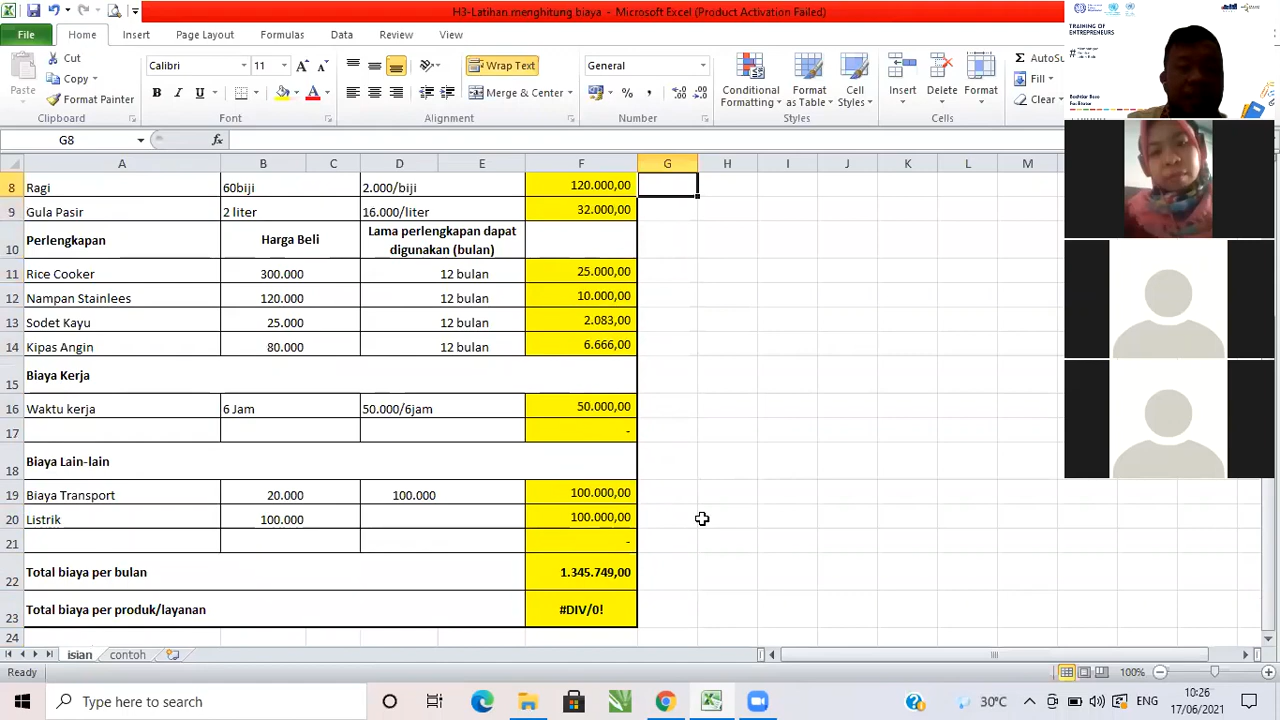 H3-Latihan menghitung biaya - Microsoft Excel (Product Activation Failed)
File Home Insert Page Layout Formulas Data Review View
Cut
Copy
Format Painter
Paste
Clipboard
Calibri 11
B I U
Font
Wrap Text
Merge & Center
Alignment
General
% ,
Number
Conditional Formatting
Format as Table
Cell Styles
Styles
Insert Delete Format
Cells
AutoSu
Fill
Clear
TRAINING OF
ENTREPRENEURS
G8 fx
A B C D E F G H I J K L M
8 Ragi 60biji 2.000/biji 120.000,00
9 Gula Pasir 2 liter 16.000/liter 32.000,00
10 Perlengkapan Harga Beli Lama perlengkapan dapat digunakan (bulan)
11 Rice Cooker 300.000 12 bulan 25.000,00
12 Nampan Stainlees 120.000 12 bulan 10.000,00
13 Sodet Kayu 25.000 12 bulan 2.083,00
14 Kipas Angin 80.000 12 bulan 6.666,00
15 Biaya Kerja
16 Waktu kerja 6 Jam 50.000/6jam 50.000,00
17 -
18 Biaya Lain-lain
19 Biaya Transport 20.000 100.000 100.000,00
20 Listrik 100.000 100.000,00
21 -
22 Total biaya per bulan 1.345.749,00
23 Total biaya per produk/layanan #DIV/0!
24
isian contoh
Ready 100%
Type here to search
30°C ENG 10:26
17/06/2021